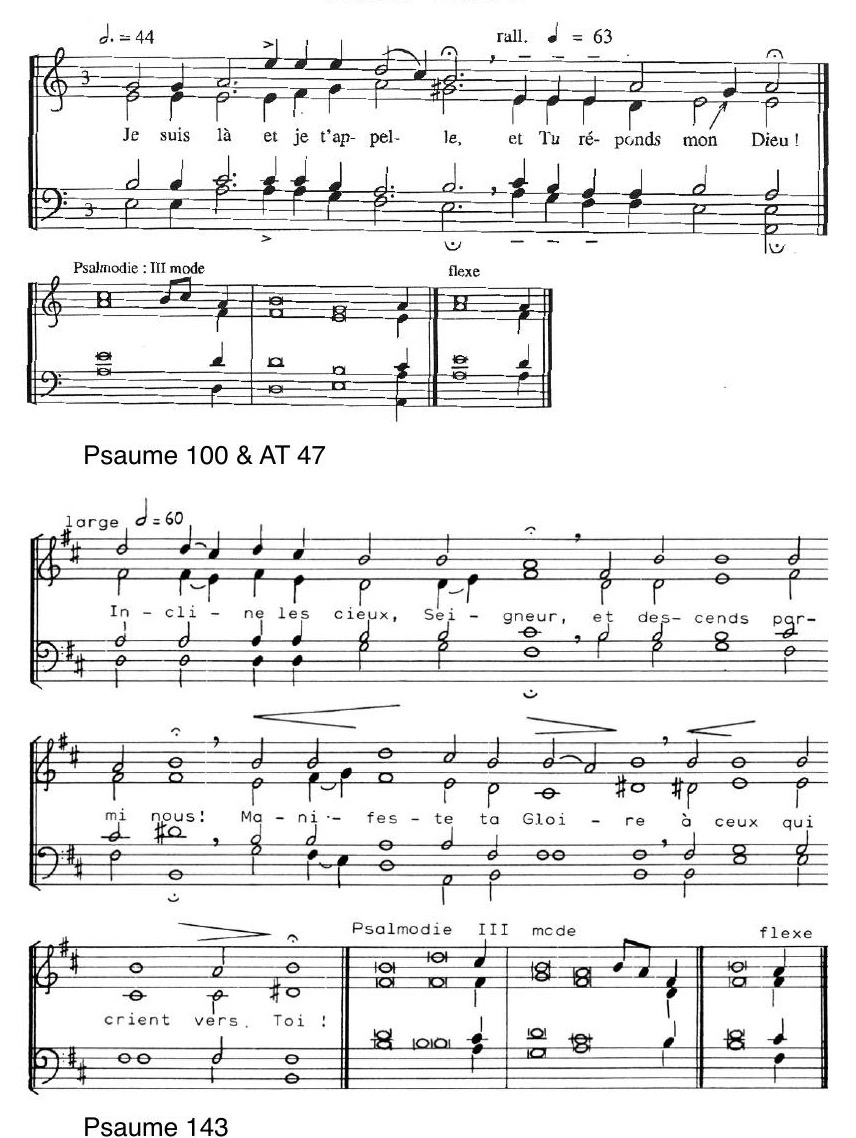 𝅗𝅥. = 44 rall. ♩ = 63
3
Je suis là et je t'ap- pel- le, et Tu ré- ponds mon Dieu !
3
Psalmodie : III mode flexe
Psaume 100 & AT 47
large 𝅗𝅥 = 60
In - cli - ne les cieux, Sei - gneur, et des- cends par-
mi nous! Ma - ni - fes - te ta Gloi - re à ceux qui
Psalmodie III mode flexe
crient vers Toi !
Psaume 143